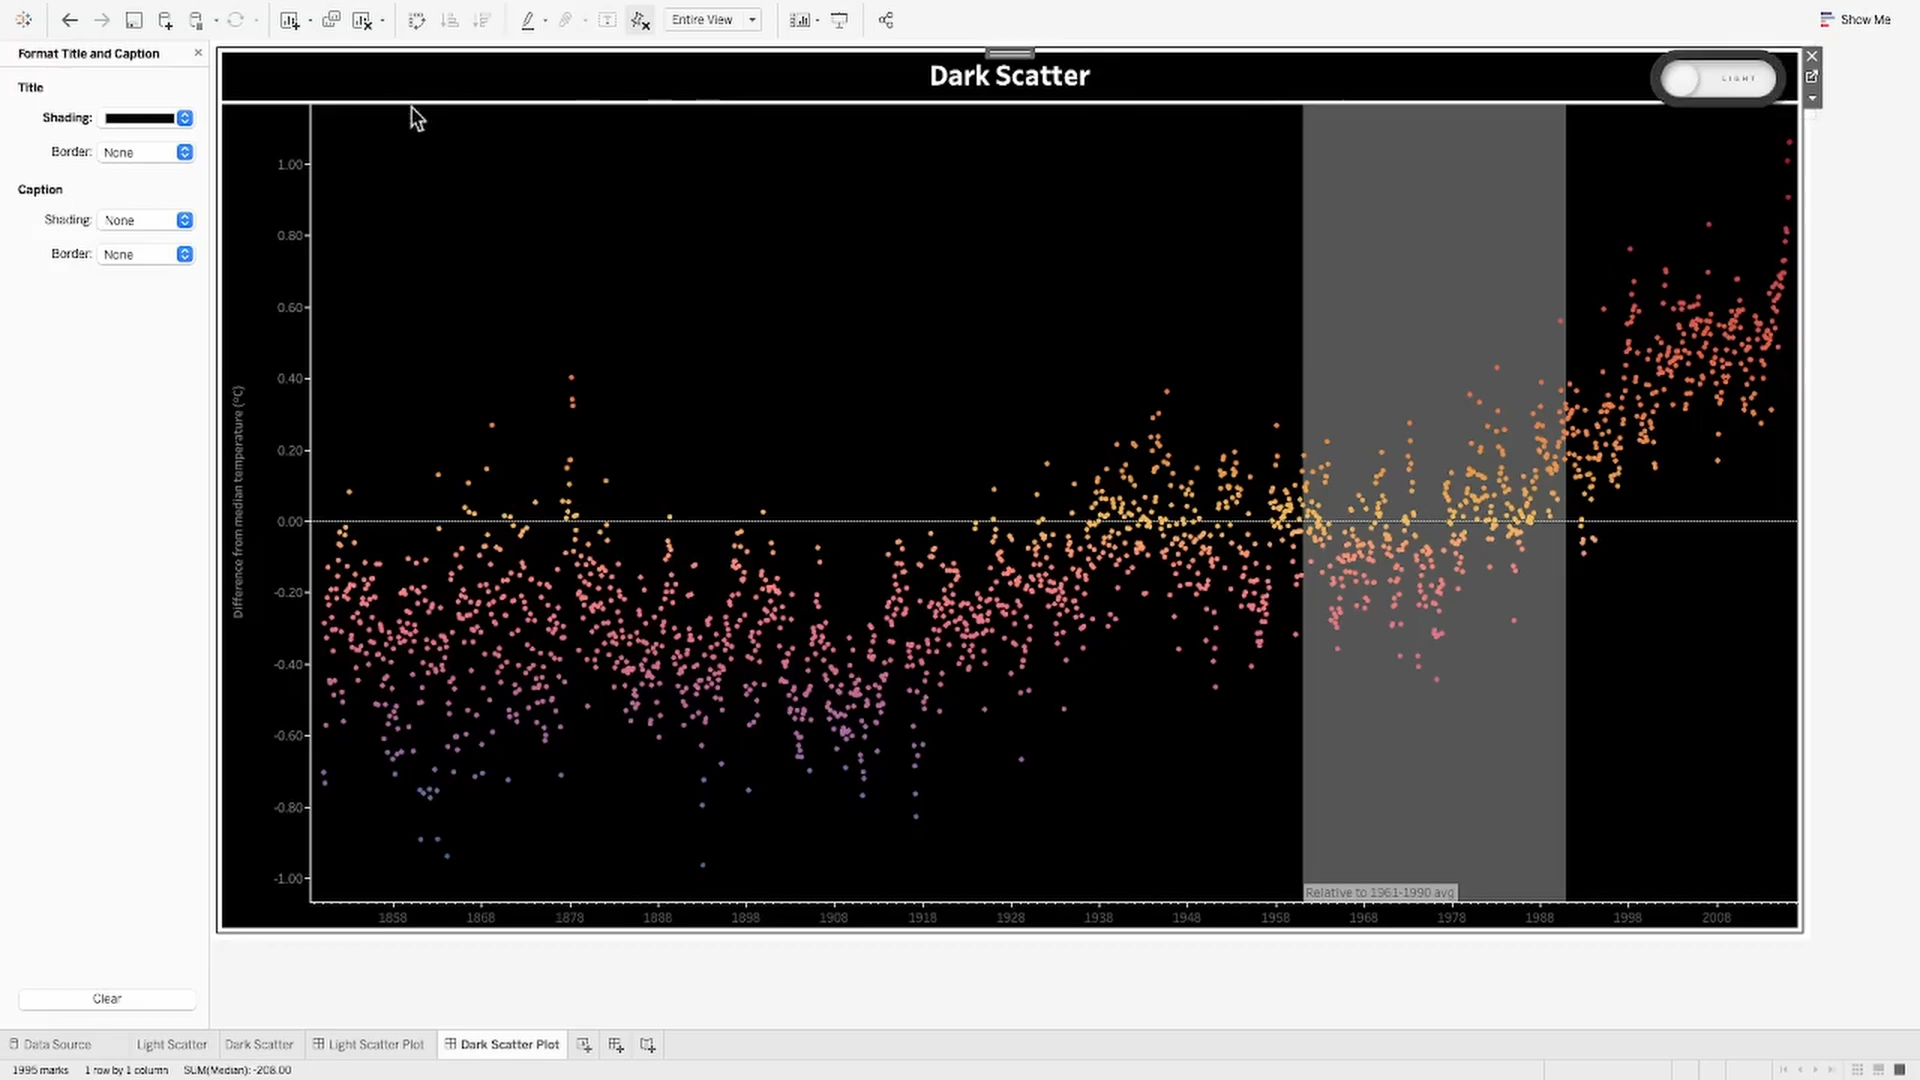 Entire View
Show Me
Format Title and Caption
Title
Shading:
Border: None
Caption
Shading: None
Border: None
Clear
Dark Scatter
LIGHT
Difference from median temperature (°C)
1.00
0.80
0.60
0.40
0.20
0.00
-0.20
-0.40
-0.60
-0.80
-1.00
Relative to 1961-1990 avg
1858 1868 1878 1888 1898 1908 1918 1928 1938 1948 1958 1968 1978 1988 1998 2008
Data Source Light Scatter Dark Scatter Light Scatter Plot Dark Scatter Plot
1995 marks 1 row by 1 column SUM(Median): -208.00